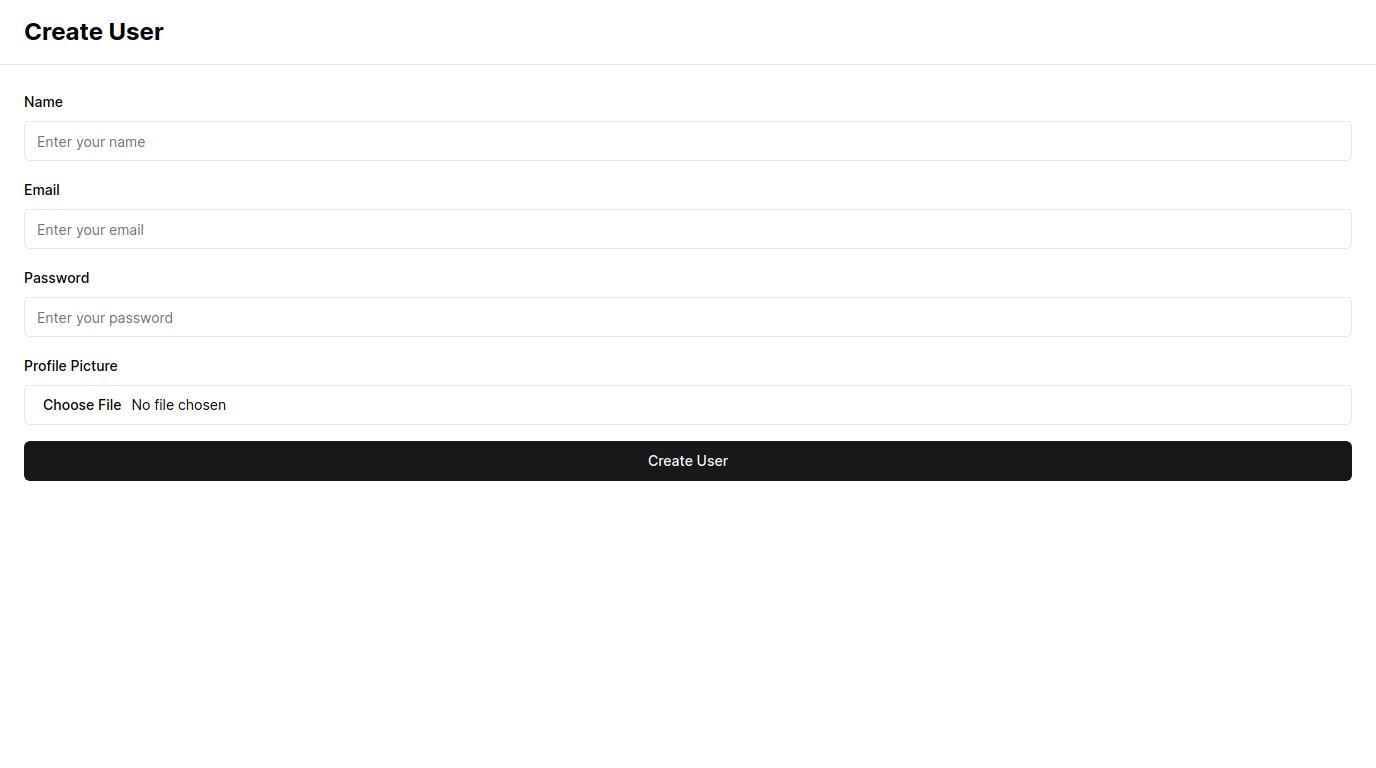 Create User
Name
Enter your name
Email
Enter your email
Password
Enter your password
Profile Picture
Choose File No file chosen
Create User